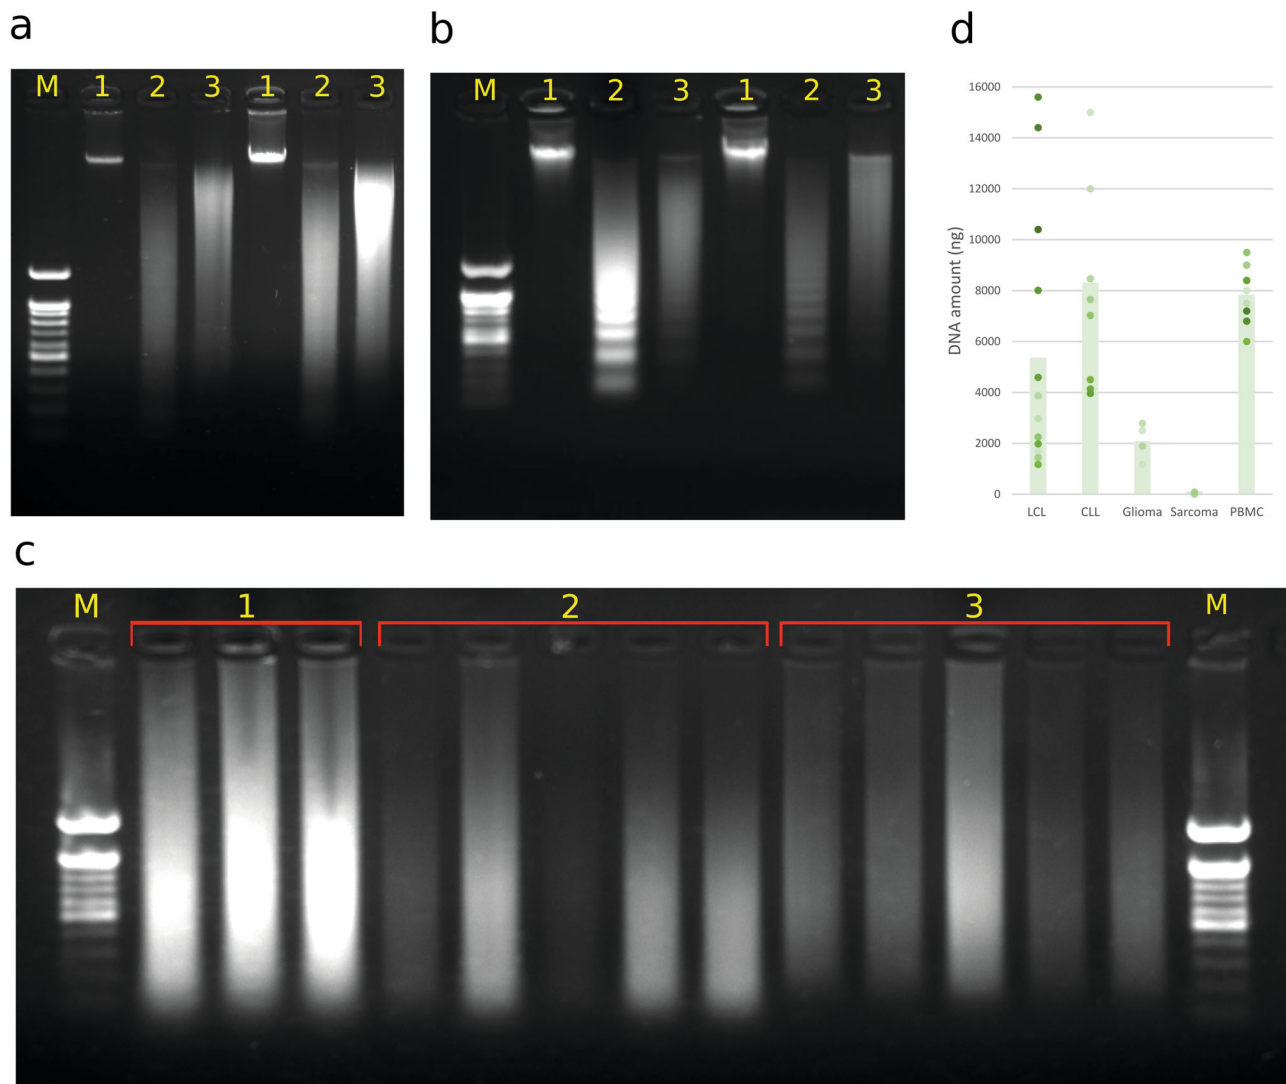 a
M 1 2 3 1 2 3
b
M 1 2 3 1 2 3
d
DNA amount (ng)
16000
14000
12000
10000
8000
6000
4000
2000
0
LCL CLL Glioma Sarcoma PBMC
c
M 1 2 3 M